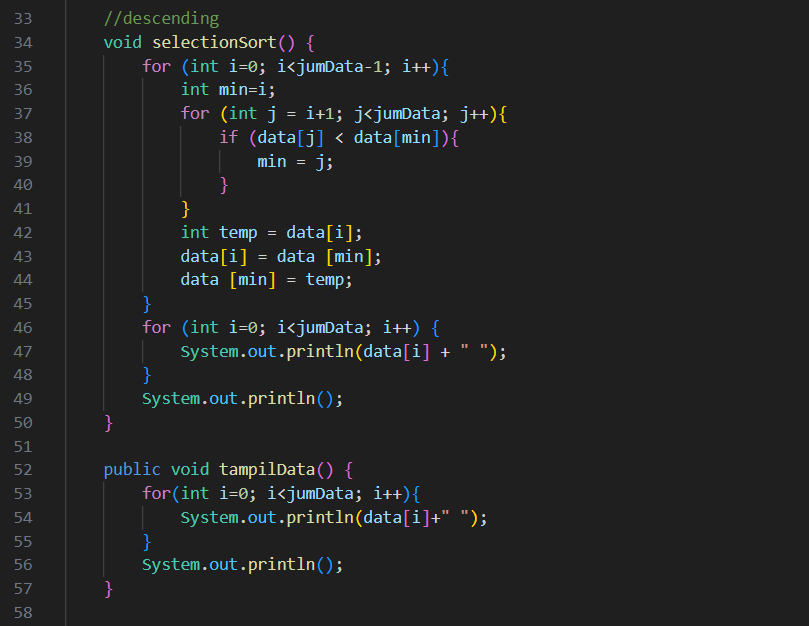 33 //descending
34 void selectionSort() {
35 for (int i=0; i<jumData-1; i++){
36 int min=i;
37 for (int j = i+1; j<jumData; j++){
38 if (data[j] < data[min]){
39 min = j;
40 }
41 }
42 int temp = data[i];
43 data[i] = data [min];
44 data [min] = temp;
45 }
46 for (int i=0; i<jumData; i++) {
47 System.out.println(data[i] + " ");
48 }
49 System.out.println();
50 }
51
52 public void tampilData() {
53 for(int i=0; i<jumData; i++){
54 System.out.println(data[i]+" ");
55 }
56 System.out.println();
57 }
58